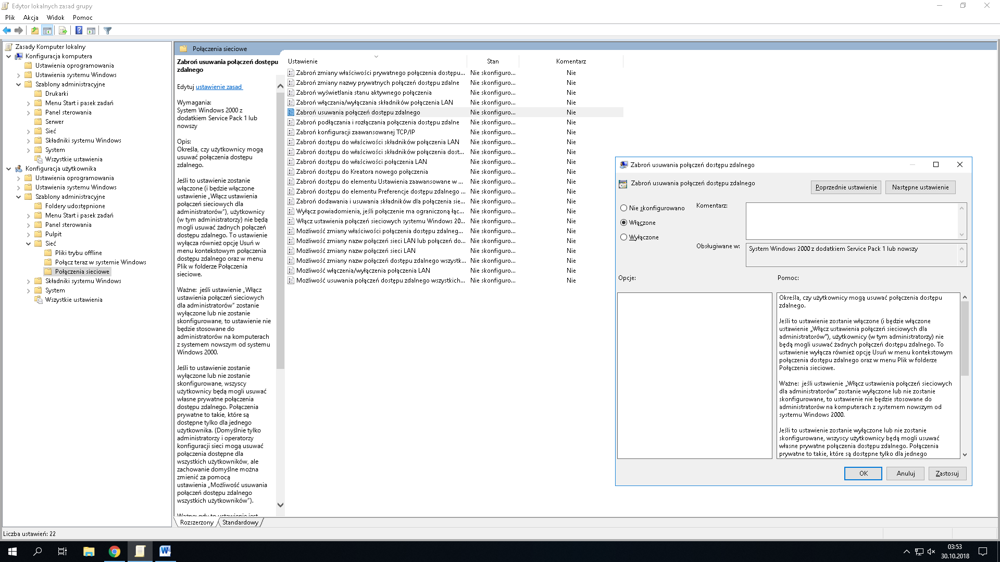 Edytor lokalnych zasad grupy
Plik Akcja Widok Pomoc
Zasady Komputer lokalny
Konfiguracja komputera
Ustawienia oprogramowania
Ustawienia systemu Windows
Szablony administracyjne
Drukarki
Menu Start i pasek zadań
Panel sterowania
Serwer
Sieć
Składniki systemu Windows
System
Wszystkie ustawienia
Konfiguracja użytkownika
Ustawienia oprogramowania
Ustawienia systemu Windows
Szablony administracyjne
Foldery udostępnione
Menu Start i pasek zadań
Panel sterowania
Pulpit
Sieć
Pliki trybu offline
Połącz teraz w systemie Windows
Połączenia sieciowe
Składniki systemu Windows
System
Wszystkie ustawienia
Połączenia sieciowe
Zabroń usuwania połączeń dostępu
zdalnego
Edytuj ustawienie zasad
Wymagania:
System Windows 2000 z
dodatkiem Service Pack 1 lub
nowszy
Opis:
Określa, czy użytkownicy mogą
usuwać połączenia dostępu
zdalnego.
Jeśli to ustawienie zostanie
włączone (i będzie włączone
ustawienie „Włącz ustawienia
połączeń sieciowych dla
administratorów”), użytkownicy
(w tym administratorzy) nie będą
mogli usuwać żadnych połączeń
dostępu zdalnego. To ustawienie
wyłącza również opcję Usuń w
menu kontekstowym połączenia
dostępu zdalnego oraz w menu
Plik w folderze Połączenia
sieciowe.
Ważne:  jeśli ustawienie „Włącz
ustawienia połączeń sieciowych
dla administratorów” zostanie
wyłączone lub nie zostanie
skonfigurowane, to ustawienie nie
będzie stosowane do
administratorów na komputerach
z systemem nowszym od systemu
Windows 2000.
Jeśli to ustawienie zostanie
wyłączone lub nie zostanie
skonfigurowane, wszyscy
użytkownicy będą mogli usuwać
własne prywatne połączenia
dostępu zdalnego. Połączenia
prywatne to takie, które są
dostępne tylko dla jednego
użytkownika. (Domyślnie tylko
administratorzy i operatorzy
konfiguracji sieci mogą usuwać
połączenia dostępne dla
wszystkich użytkowników, ale
zachowanie domyślne można
zmienić za pomocą
ustawienia „Możliwość usuwania
połączeń dostępu zdalnego
wszystkich użytkowników”).
Ważne: gdy to ustawienie jest
Ustawienie Stan Komentarz
Zabroń zmiany właściwości prywatnego połączenia dostępu... Nie skonfiguro... Nie
Zabroń zmiany nazwy prywatnych połączeń dostępu zdalne Nie skonfiguro... Nie
Zabroń wyświetlania stanu aktywnego połączenia Nie skonfiguro... Nie
Zabroń włączania/wyłączania składników połączenia LAN Nie skonfiguro... Nie
Zabroń usuwania połączeń dostępu zdalnego Nie skonfiguro... Nie
Zabroń podłączania i rozłączania połączenia dostępu zdalne Nie skonfiguro... Nie
Zabroń konfiguracji zaawansowanej TCP/IP Nie skonfiguro... Nie
Zabroń dostępu do właściwości składników połączenia LAN Nie skonfiguro... Nie
Zabroń dostępu do właściwości składników połączenia dost... Nie skonfiguro... Nie
Zabroń dostępu do właściwości połączenia LAN Nie skonfiguro... Nie
Zabroń dostępu do Kreatora nowego połączenia Nie skonfiguro... Nie
Zabroń dostępu do elementu Ustawienia zaawansowane w ... Nie skonfiguro... Nie
Zabroń dostępu do elementu Preferencje dostępu zdalnego ... Nie skonfiguro... Nie
Zabroń dodawania i usuwania składników dla połączenia sie... Nie skonfiguro... Nie
Wyłącz powiadomienia, jeśli połączenie ma ograniczoną łąc... Nie skonfiguro... Nie
Włącz ustawienia połączeń sieciowych systemu Windows 20... Nie skonfiguro... Nie
Możliwość zmiany właściwości połączenia dostępu zdalneg... Nie skonfiguro... Nie
Możliwość zmiany nazw połączeń sieci LAN lub połączeń do... Nie skonfiguro... Nie
Możliwość zmiany nazw połączeń sieci LAN Nie skonfiguro... Nie
Możliwość zmiany nazw połączeń dostępu zdalnego wszystk... Nie skonfiguro... Nie
Możliwość włączenia/wyłączenia połączenia LAN Nie skonfiguro... Nie
Możliwość usuwania połączeń dostępu zdalnego wszystkich... Nie skonfiguro... Nie
Rozszerzony Standardowy
Zabroń usuwania połączeń dostępu zdalnego
Zabroń usuwania połączeń dostępu zdalnego
Poprzednie ustawienie Następne ustawienie
Nie skonfigurowano
Włączone
Wyłączone
Komentarz:
Obsługiwane w:
System Windows 2000 z dodatkiem Service Pack 1 lub nowszy
Opcje:
Pomoc:
Określa, czy użytkownicy mogą usuwać połączenia dostępu
zdalnego.
Jeśli to ustawienie zostanie włączone (i będzie włączone
ustawienie „Włącz ustawienia połączeń sieciowych dla
administratorów”), użytkownicy (w tym administratorzy) nie
będą mogli usuwać żadnych połączeń dostępu zdalnego. To
ustawienie wyłącza również opcję Usuń w menu kontekstowym
połączenia dostępu zdalnego oraz w menu Plik w folderze
Połączenia sieciowe.
Ważne:  jeśli ustawienie „Włącz ustawienia połączeń sieciowych
dla administratorów” zostanie wyłączone lub nie zostanie
skonfigurowane, to ustawienie nie będzie stosowane do
administratorów na komputerach z systemem nowszym od
systemu Windows 2000.
Jeśli to ustawienie zostanie wyłączone lub nie zostanie
skonfigurowane, wszyscy użytkownicy będą mogli usuwać
własne prywatne połączenia dostępu zdalnego. Połączenia
prywatne to takie, które są dostępne tylko dla jednego
OK Anuluj Zastosuj
Liczba ustawień: 22
03:53
30.10.2018